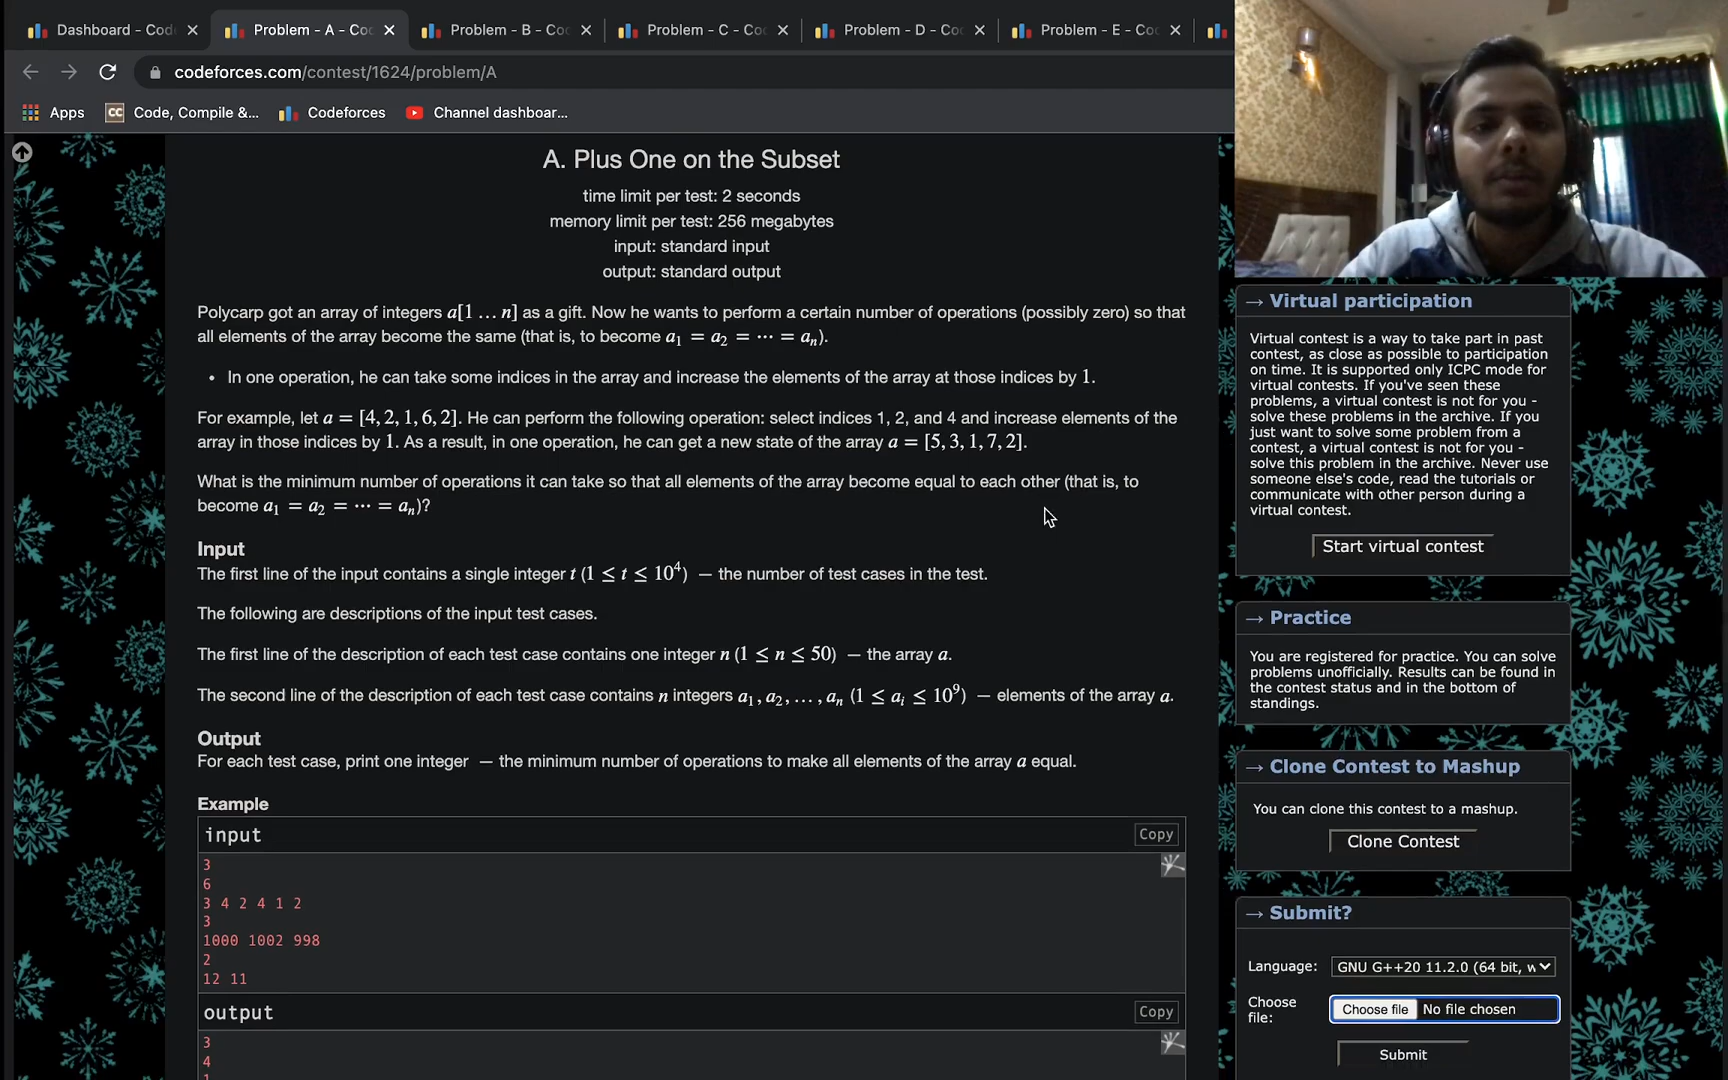 Dashboard - Cod
Problem - A - Co
Problem - B - Co
Problem - C - Co
Problem - D - Co
Problem - E - Co
codeforces.com/contest/1624/problem/A
Apps
CC Code, Compile &...
Codeforces
Channel dashboar...
A. Plus One on the Subset
time limit per test: 2 seconds
memory limit per test: 256 megabytes
input: standard input
output: standard output
Polycarp got an array of integers a[1 … n] as a gift. Now he wants to perform a certain number of operations (possibly zero) so that
all elements of the array become the same (that is, to become a₁ = a₂ = ⋯ = aₙ).
• In one operation, he can take some indices in the array and increase the elements of the array at those indices by 1.
For example, let a = [4, 2, 1, 6, 2]. He can perform the following operation: select indices 1, 2, and 4 and increase elements of the
array in those indices by 1. As a result, in one operation, he can get a new state of the array a = [5, 3, 1, 7, 2].
What is the minimum number of operations it can take so that all elements of the array become equal to each other (that is, to
become a₁ = a₂ = ⋯ = aₙ)?
Input
The first line of the input contains a single integer t (1 ≤ t ≤ 10⁴) — the number of test cases in the test.
The following are descriptions of the input test cases.
The first line of the description of each test case contains one integer n (1 ≤ n ≤ 50) — the array a.
The second line of the description of each test case contains n integers a₁, a₂, … , aₙ (1 ≤ aᵢ ≤ 10⁹) — elements of the array a.
Output
For each test case, print one integer — the minimum number of operations to make all elements of the array a equal.
Example
input
Copy
3
6
3 4 2 4 1 2
3
1000 1002 998
2
12 11
output
Copy
3
4
1
→ Virtual participation
Virtual contest is a way to take part in past
contest, as close as possible to participation
on time. It is supported only ICPC mode for
virtual contests. If you've seen these
problems, a virtual contest is not for you -
solve these problems in the archive. If you
just want to solve some problem from a
contest, a virtual contest is not for you -
solve this problem in the archive. Never use
someone else's code, read the tutorials or
communicate with other person during a
virtual contest.
Start virtual contest
→ Practice
You are registered for practice. You can solve
problems unofficially. Results can be found in
the contest status and in the bottom of
standings.
→ Clone Contest to Mashup
You can clone this contest to a mashup.
Clone Contest
→ Submit?
Language: GNU G++20 11.2.0 (64 bit, w
Choose
file:
Choose file No file chosen
Submit